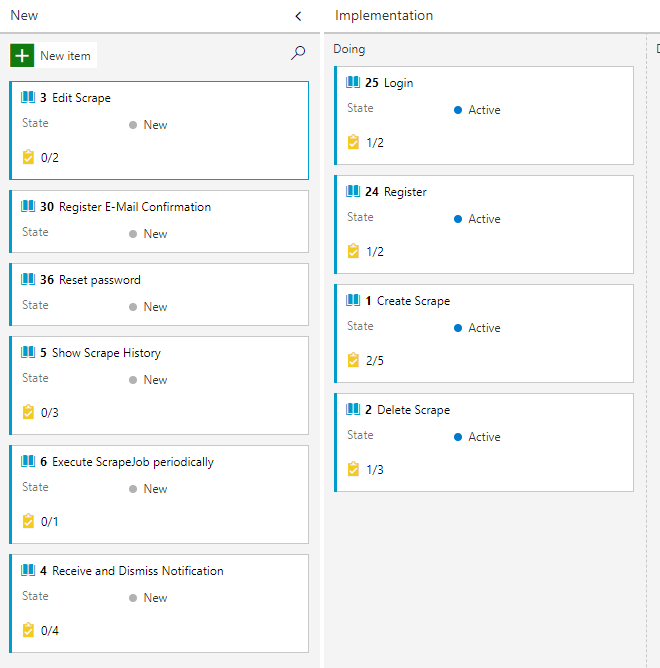 New
New item
3 Edit Scrape
State New
0/2
30 Register E-Mail Confirmation
State New
36 Reset password
State New
5 Show Scrape History
State New
0/3
6 Execute ScrapeJob periodically
State New
0/1
4 Receive and Dismiss Notification
State New
0/4
Implementation
Doing
25 Login
State Active
1/2
24 Register
State Active
1/2
1 Create Scrape
State Active
2/5
2 Delete Scrape
State Active
1/3